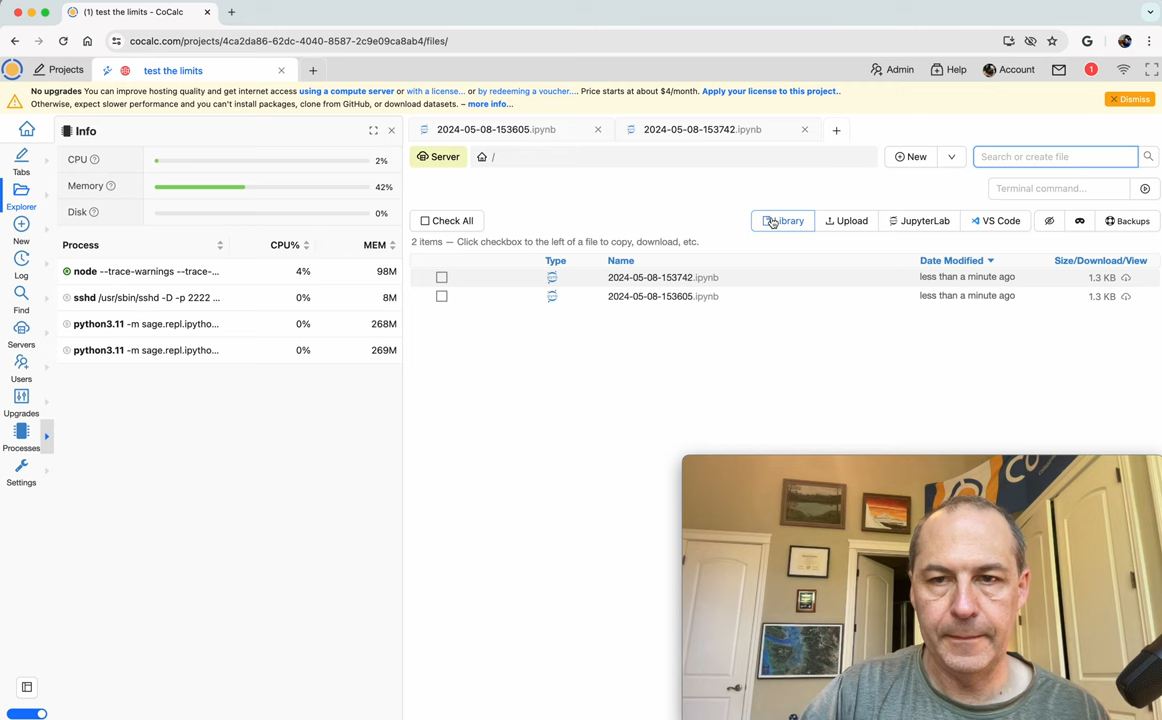 (1) test the limits - CoCalc
cocalc.com/projects/4ca2da86-62dc-4040-8587-2c9e09ca8ab4/files/
Projects
test the limits
Admin
Help
Account
1
No upgrades You can improve hosting quality and get internet access using a compute server or with a license... or by redeeming a voucher.... Price starts at about $4/month. Apply your license to this project..
Otherwise, expect slower performance and you can't install packages, clone from GitHub, or download datasets. – more info...
Dismiss
Tabs
Explorer
New
Log
Find
Servers
Users
Upgrades
Processes
Settings
Info
CPU 2%
Memory 42%
Disk 0%
Process CPU% MEM
node --trace-warnings --trace-... 4% 98M
sshd /usr/sbin/sshd -D -p 2222 ... 0% 8M
python3.11 -m sage.repl.ipytho... 0% 268M
python3.11 -m sage.repl.ipytho... 0% 269M
2024-05-08-153605.ipynb
2024-05-08-153742.ipynb
Server
/
New
Search or create file
Terminal command...
Check All
Library
Upload
JupyterLab
VS Code
Backups
2 items — Click checkbox to the left of a file to copy, download, etc.
Type Name Date Modified Size/Download/View
2024-05-08-153742.ipynb less than a minute ago 1.3 KB
2024-05-08-153605.ipynb less than a minute ago 1.3 KB